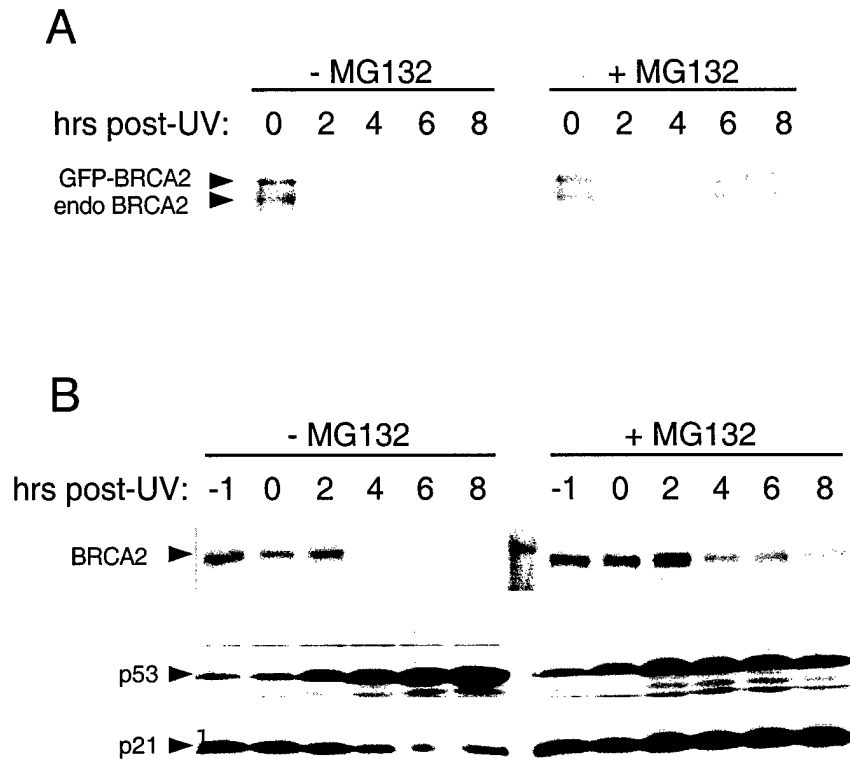 A
- MG132 + MG132
hrs post-UV: 0 2 4 6 8 0 2 4 6 8
GFP-BRCA2
endo BRCA2
B
- MG132 + MG132
hrs post-UV: -1 0 2 4 6 8 -1 0 2 4 6 8
BRCA2
p53
p21